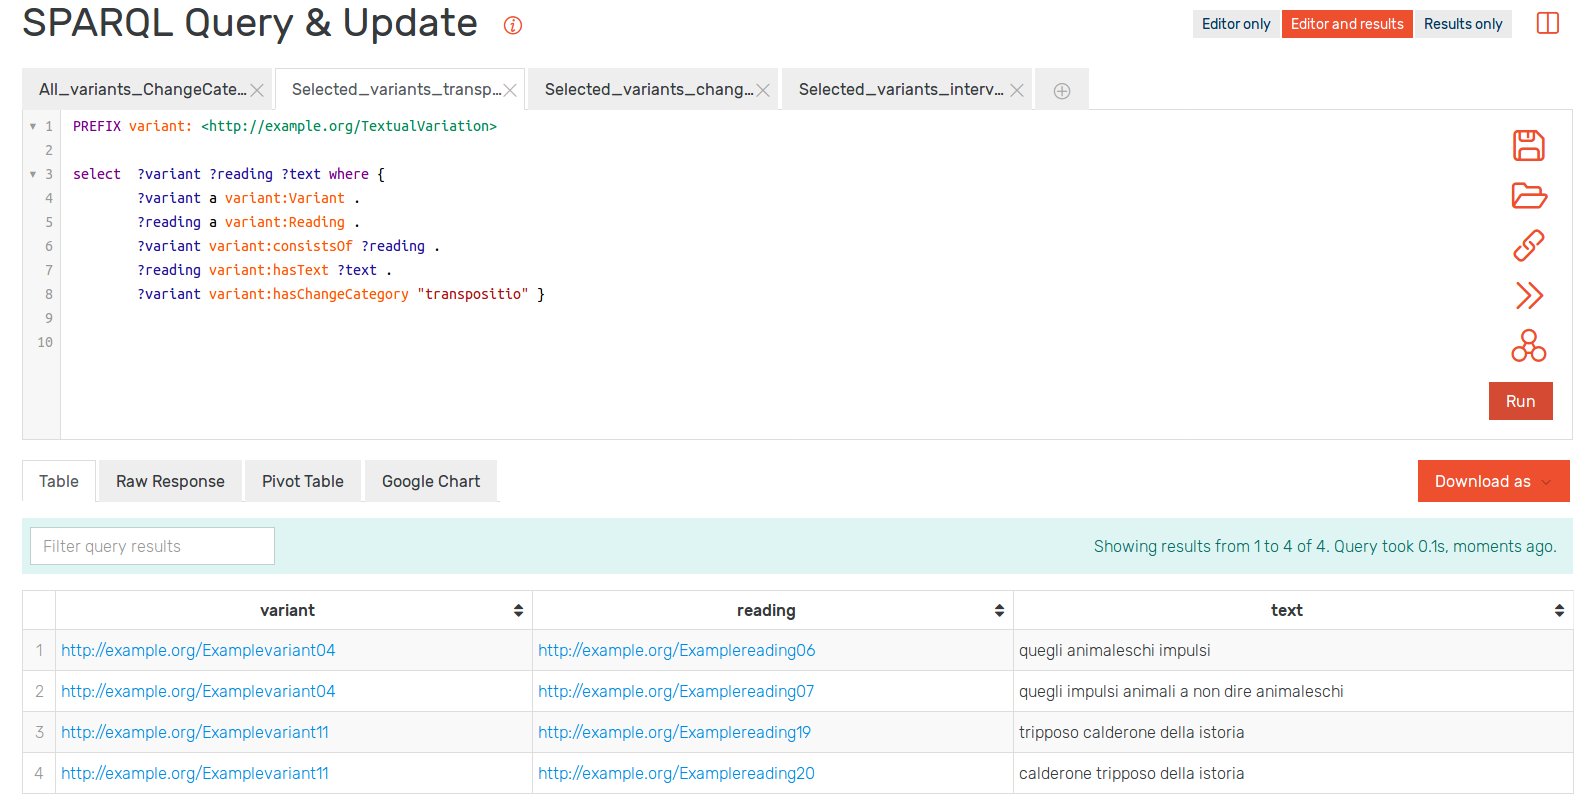 SPARQL Query & Update
Editor only Editor and results Results only
All_variants_ChangeCate... Selected_variants_transp... Selected_variants_chang... Selected_variants_interv...
1 PREFIX variant: <http://example.org/TextualVariation>
2
3 select ?variant ?reading ?text where {
4 ?variant a variant:Variant .
5 ?reading a variant:Reading .
6 ?variant variant:consistsOf ?reading .
7 ?reading variant:hasText ?text .
8 ?variant variant:hasChangeCategory "transpositio" }
9
10
Run
Table Raw Response Pivot Table Google Chart
Download as
Filter query results
Showing results from 1 to 4 of 4. Query took 0.1s, moments ago.
variant reading text
1 http://example.org/Examplevariant04 http://example.org/Examplereading06 quegli animaleschi impulsi
2 http://example.org/Examplevariant04 http://example.org/Examplereading07 quegli impulsi animali a non dire animaleschi
3 http://example.org/Examplevariant11 http://example.org/Examplereading19 tripposo calderone della istoria
4 http://example.org/Examplevariant11 http://example.org/Examplereading20 calderone tripposo della istoria